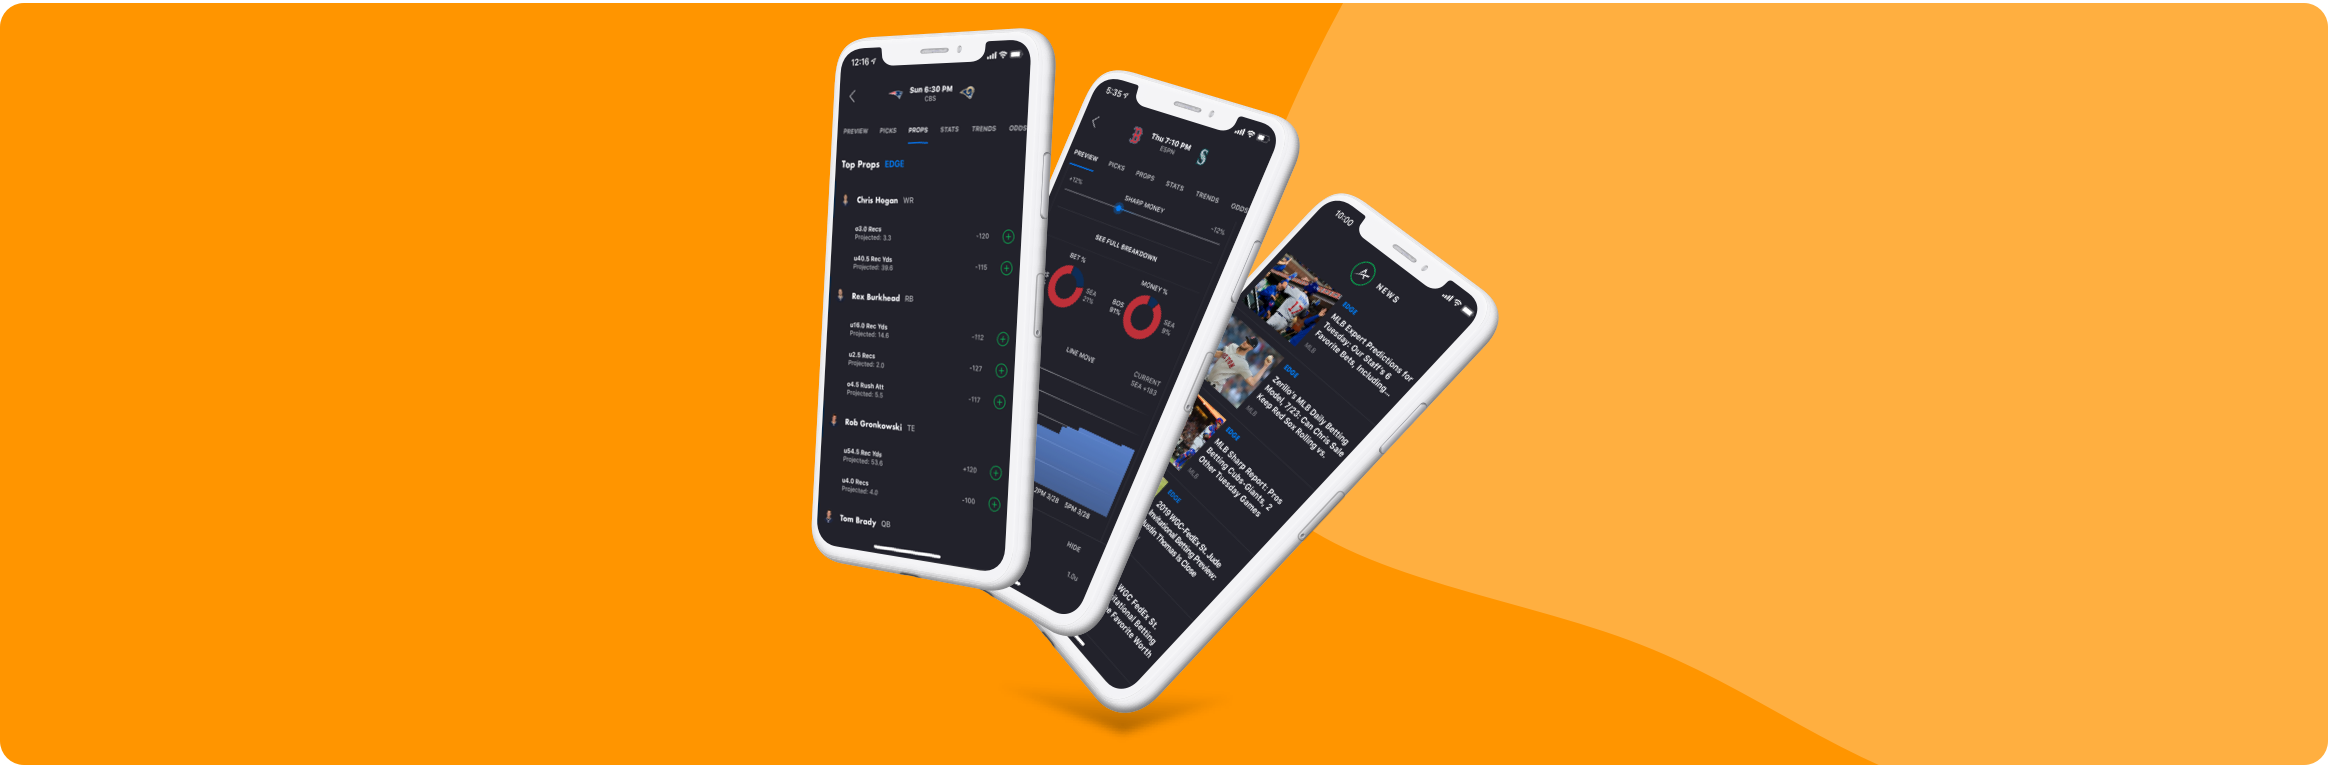 12:16
Sun 6:30 PM
CBS
PREVIEW PICKS PROPS STATS TRENDS ODDS
Top Props EDGE
Chris Hogan WR
o3.0 Recs
Projected: 3.3
-120
u40.5 Rec Yds
Projected: 39.6
-115
Rex Burkhead RB
u16.0 Rec Yds
Projected: 14.6
-112
u2.5 Recs
Projected: 2.0
-137
o4.5 Rush Att
Projected: 5.5
-117
Rob Gronkowski TE
u54.5 Rec Yds
Projected: 53.6
+120
u4.0 Recs
Projected: 4.0
-100
Tom Brady QB
5:35
Thu 7:10 PM
ESPN
PREVIEW PICKS PROPS STATS TRENDS ODDS
+12%
SHARP MONEY
-12%
SEE FULL BREAKDOWN
BET %
MONEY %
SEA
21%
BOS
91%
SEA
9%
LINE MOVE
CURRENT
SEA +183
2PM 3/28 5PM 3/28
HIDE
1.0u
10:00
NEWS
EDGE
MLB Expert Predictions for
Tuesday: Our Staff's 6
Favorite Bets, Including...
MLB
EDGE
Zerillo's MLB Daily Betting
Model, 7/23: Can Chris Sale
Keep Red Sox Rolling vs.
MLB
EDGE
MLB Sharp Report: Pros
Betting Cubs-Giants, 2
Other Tuesday Games
MLB
EDGE
2019 WGC-FedEx St. Jude
Invitational Betting Preview:
Justin Thomas Is Close
WGC FedEx St.
Invitational Betting
Favorite Worth